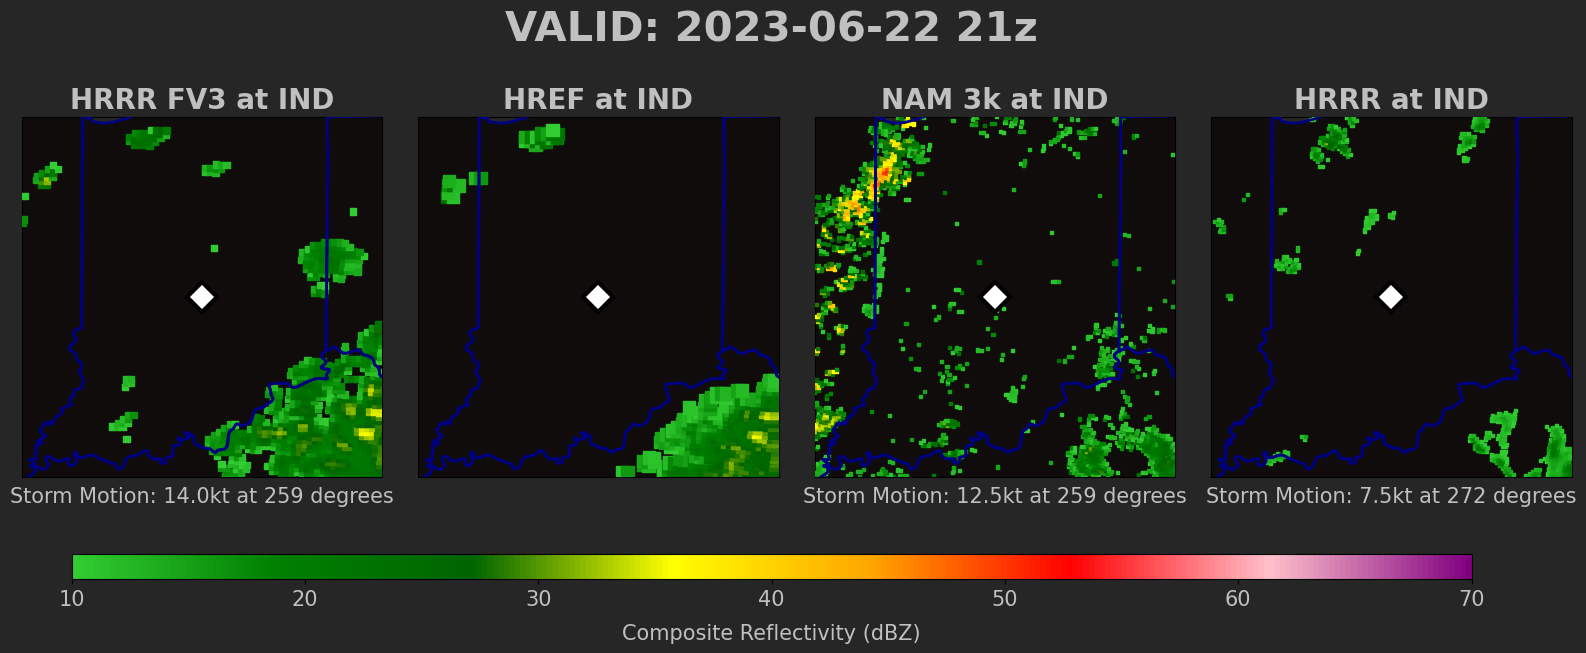 VALID: 2023-06-22 21z
HRRR FV3 at IND
HREF at IND
NAM 3k at IND
HRRR at IND
Storm Motion: 14.0kt at 259 degrees
Storm Motion: 12.5kt at 259 degrees
Storm Motion: 7.5kt at 272 degrees
10 20 30 40 50 60 70
Composite Reflectivity (dBZ)